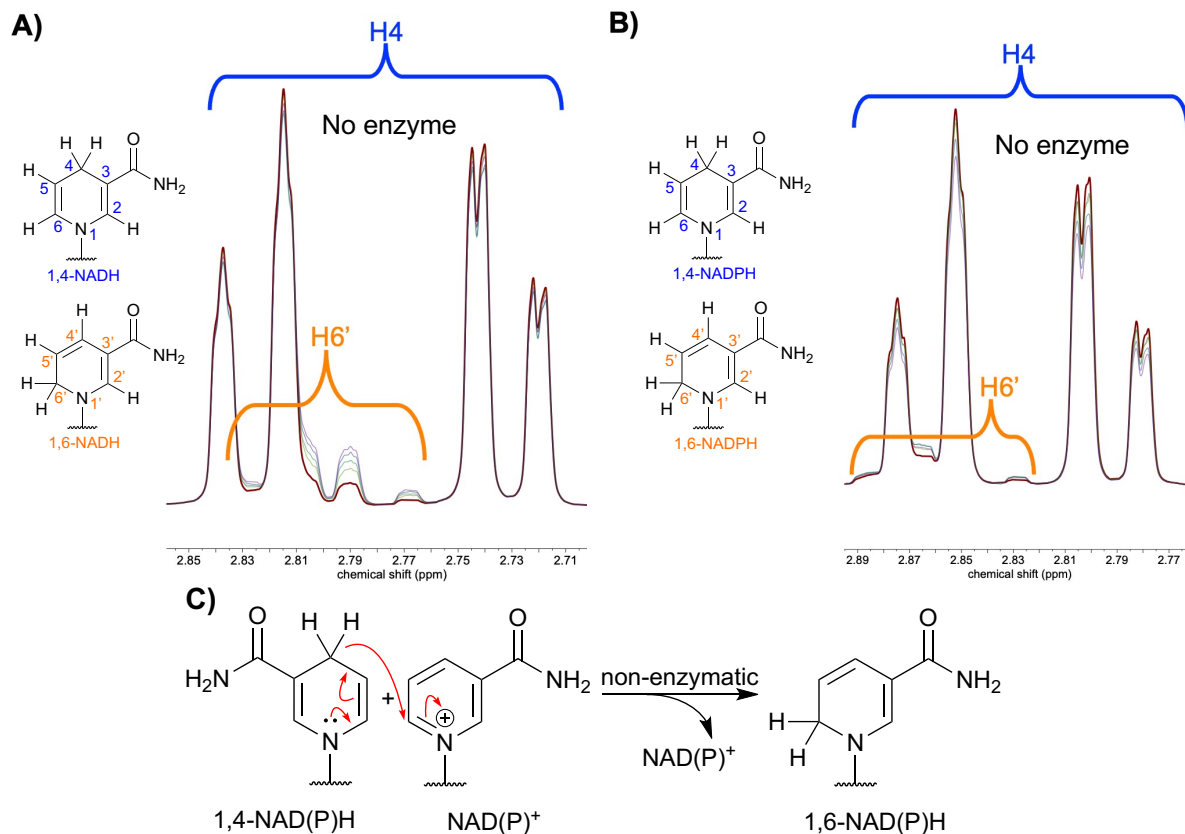 A)
H4
No enzyme
H H
O
4
3
H
5
NH2
6
2
H
N
1
H
1,4-NADH
H
O
4'
3'
H
5'
NH2
6'
2'
H
N
1'
H
H
1,6-NADH
H6'
2.85 2.83 2.81 2.79 2.77 2.75 2.73 2.71
chemical shift (ppm)
B)
H4
No enzyme
H H
O
4
3
H
5
NH2
6
2
H
N
1
H
1,4-NADPH
H
O
4'
3'
H
5'
NH2
6'
2'
H
N
1'
H
H
1,6-NADPH
H6'
2.89 2.87 2.85 2.83 2.81 2.79 2.77
chemical shift (ppm)
C)
O H H
H2N
N
1,4-NAD(P)H
+
O
NH2
N
+
NAD(P)+
non-enzymatic
NAD(P)+
O
NH2
H
H
N
1,6-NAD(P)H